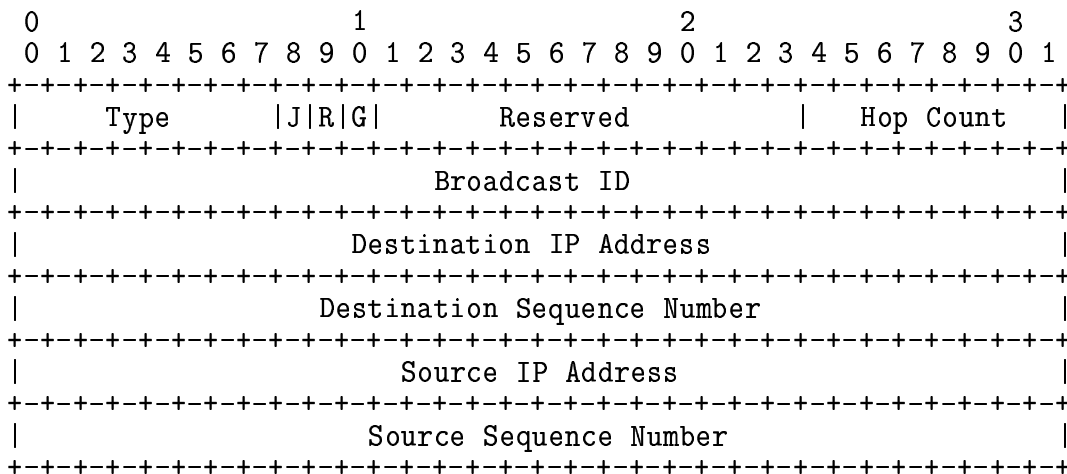 0                   1                   2                   3
 0 1 2 3 4 5 6 7 8 9 0 1 2 3 4 5 6 7 8 9 0 1 2 3 4 5 6 7 8 9 0 1
+-+-+-+-+-+-+-+-+-+-+-+-+-+-+-+-+-+-+-+-+-+-+-+-+-+-+-+-+-+-+-+-+
|     Type      |J|R|G|       Reserved          |   Hop Count   |
+-+-+-+-+-+-+-+-+-+-+-+-+-+-+-+-+-+-+-+-+-+-+-+-+-+-+-+-+-+-+-+-+
|                         Broadcast ID                          |
+-+-+-+-+-+-+-+-+-+-+-+-+-+-+-+-+-+-+-+-+-+-+-+-+-+-+-+-+-+-+-+-+
|                    Destination IP Address                     |
+-+-+-+-+-+-+-+-+-+-+-+-+-+-+-+-+-+-+-+-+-+-+-+-+-+-+-+-+-+-+-+-+
|                  Destination Sequence Number                  |
+-+-+-+-+-+-+-+-+-+-+-+-+-+-+-+-+-+-+-+-+-+-+-+-+-+-+-+-+-+-+-+-+
|                       Source IP Address                       |
+-+-+-+-+-+-+-+-+-+-+-+-+-+-+-+-+-+-+-+-+-+-+-+-+-+-+-+-+-+-+-+-+
|                     Source Sequence Number                    |
+-+-+-+-+-+-+-+-+-+-+-+-+-+-+-+-+-+-+-+-+-+-+-+-+-+-+-+-+-+-+-+-+